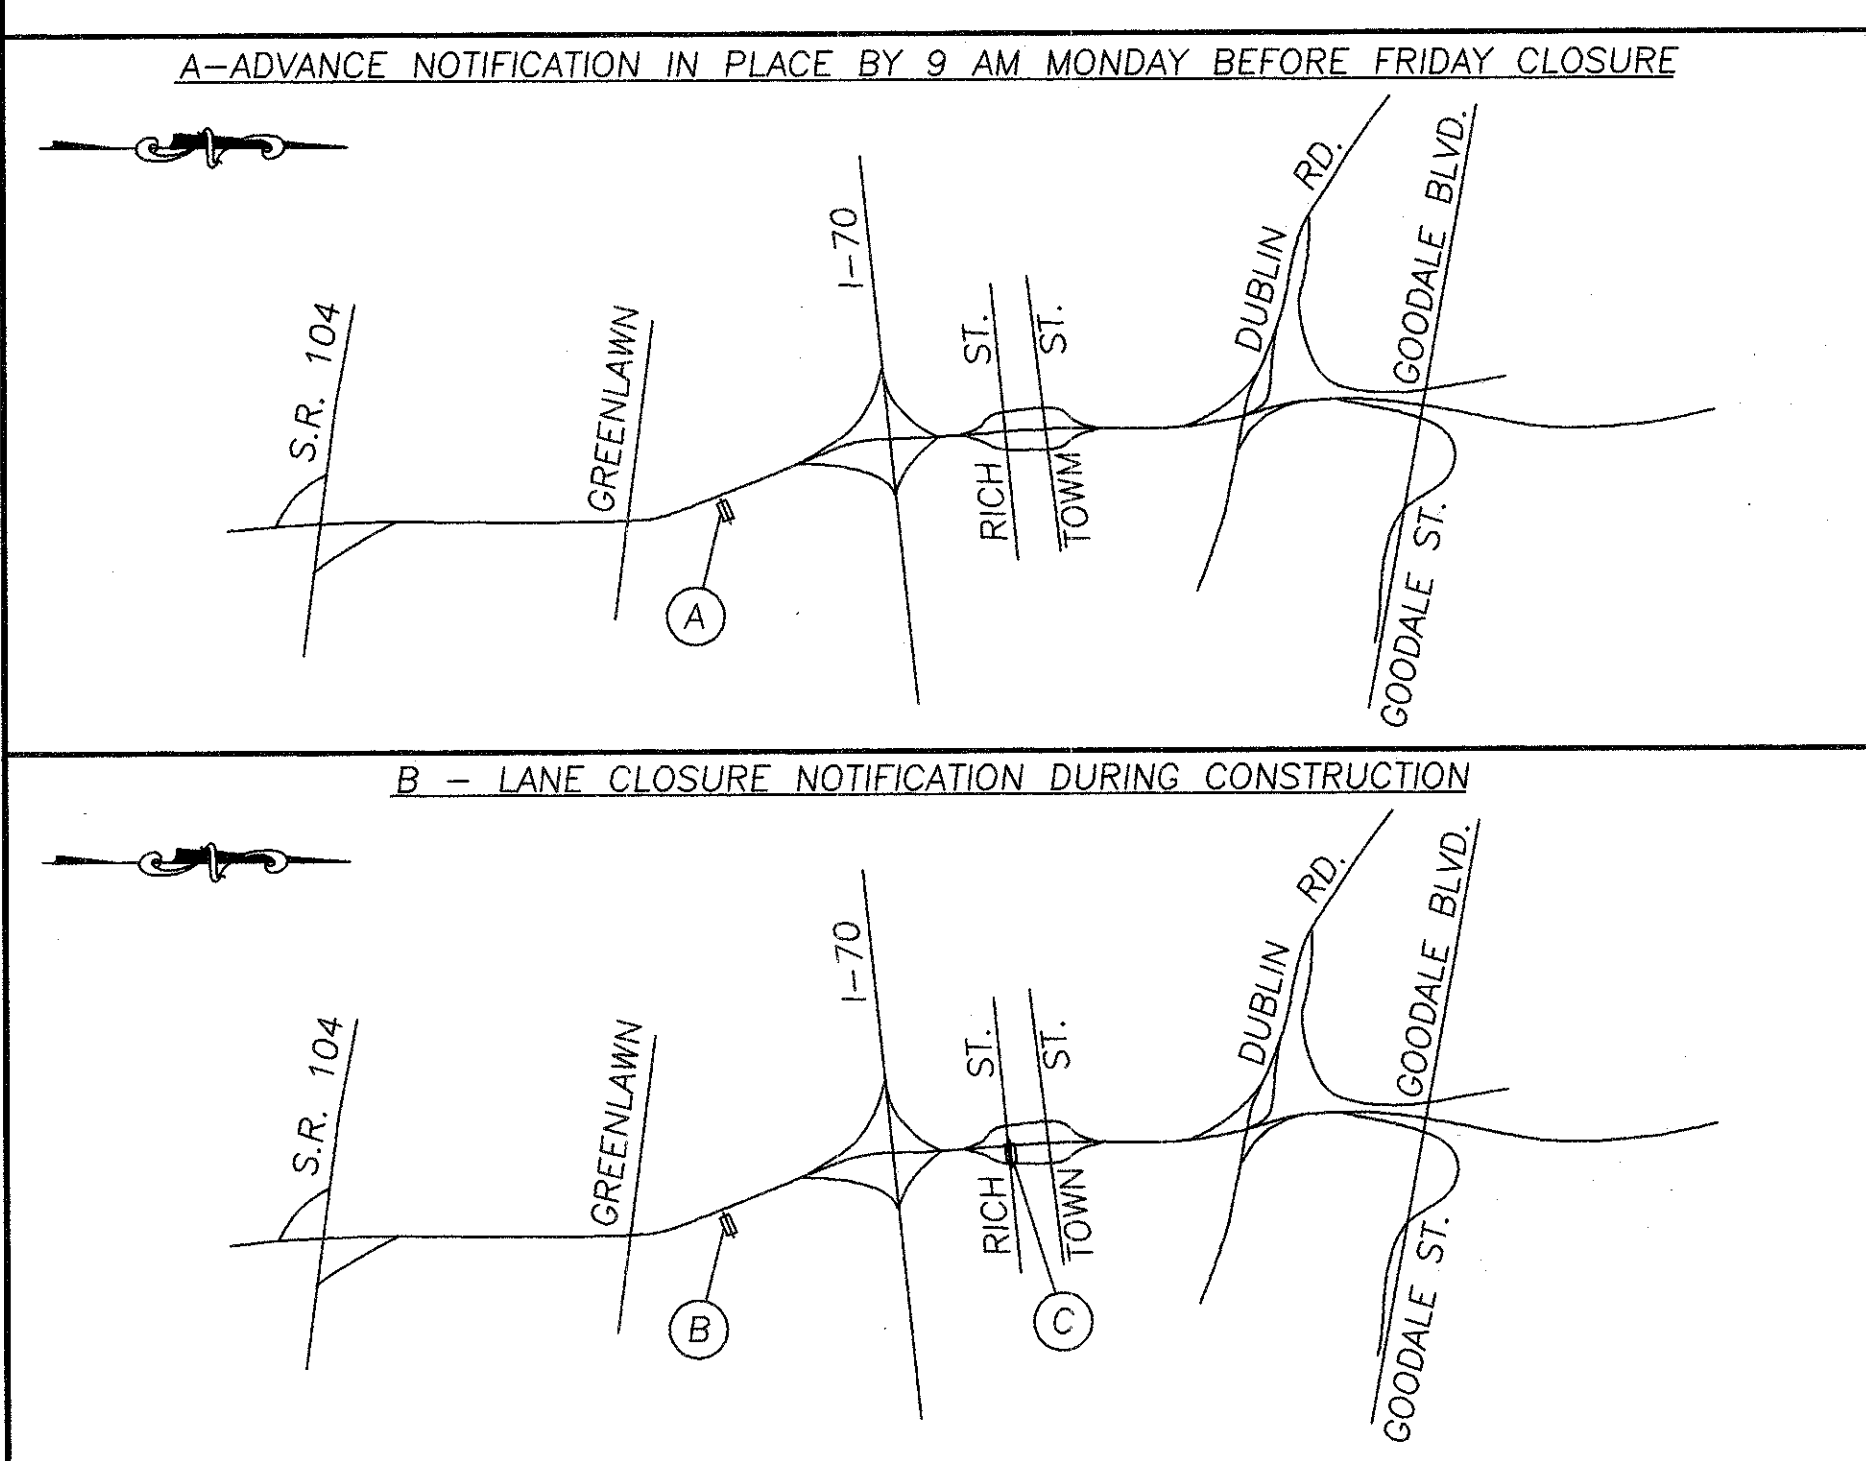 A-ADVANCE NOTIFICATION IN PLACE BY 9 AM MONDAY BEFORE FRIDAY CLOSURE
S.R. 104
GREENLAWN
I-70
RICH ST.
TOWM ST.
DUBLIN RD.
GOODALE BLVD.
GOODALE ST.
A
B - LANE CLOSURE NOTIFICATION DURING CONSTRUCTION
S.R. 104
GREENLAWN
I-70
RICH ST.
TOWN ST.
DUBLIN RD.
GOODALE BLVD.
GOODALE ST.
B
C